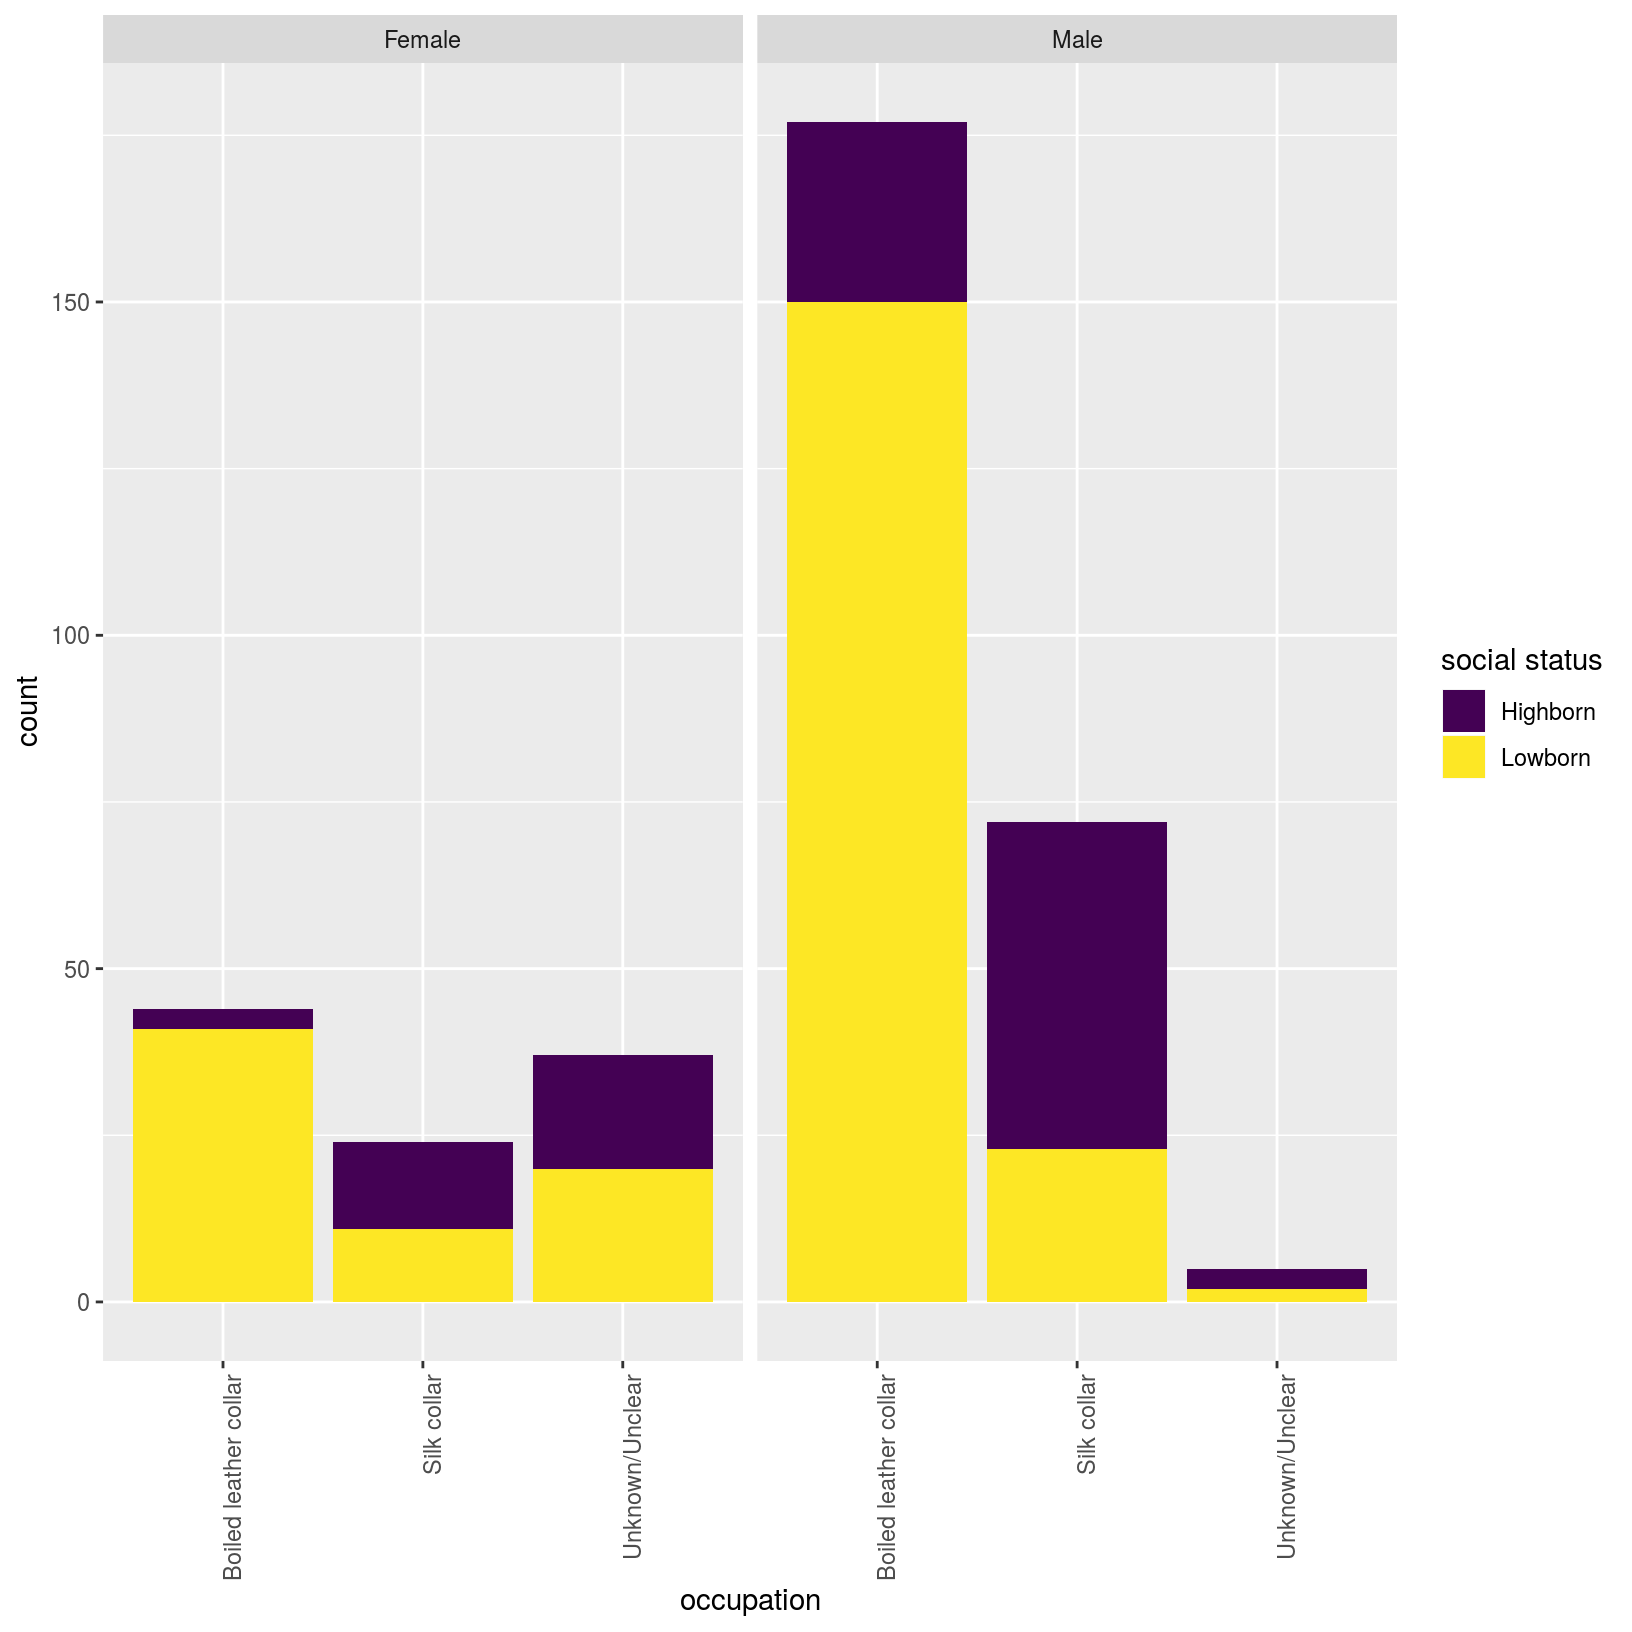 Female
Male
150
100
50
0
count
Boiled leather collar
Silk collar
Unknown/Unclear
Boiled leather collar
Silk collar
Unknown/Unclear
occupation
social status
Highborn
Lowborn